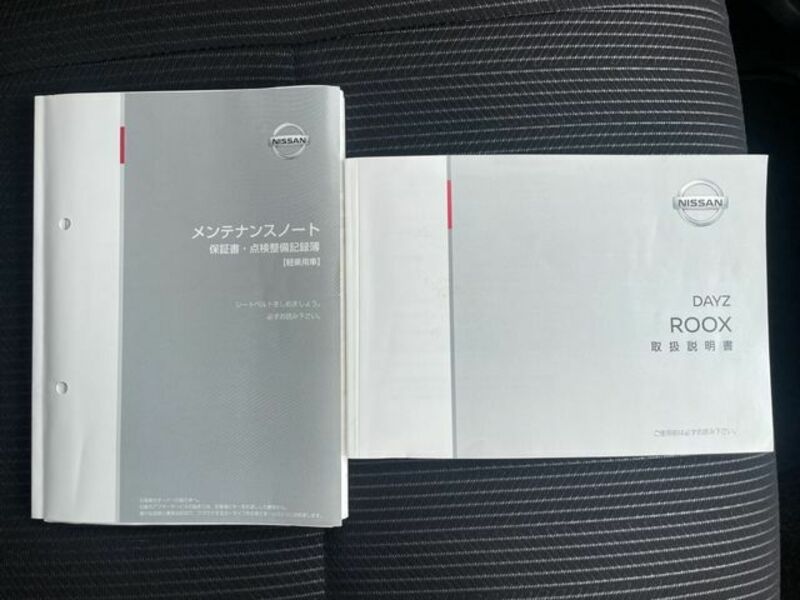 NISSAN
メンテナンスノート
保証書・点検整備記録簿
【軽乗用車】
シートベルトをしめましょう。
必ずお読み下さい。
NISSAN
DAYZ
ROOX
取扱説明書
ご使用前は必ずお読み下さい。